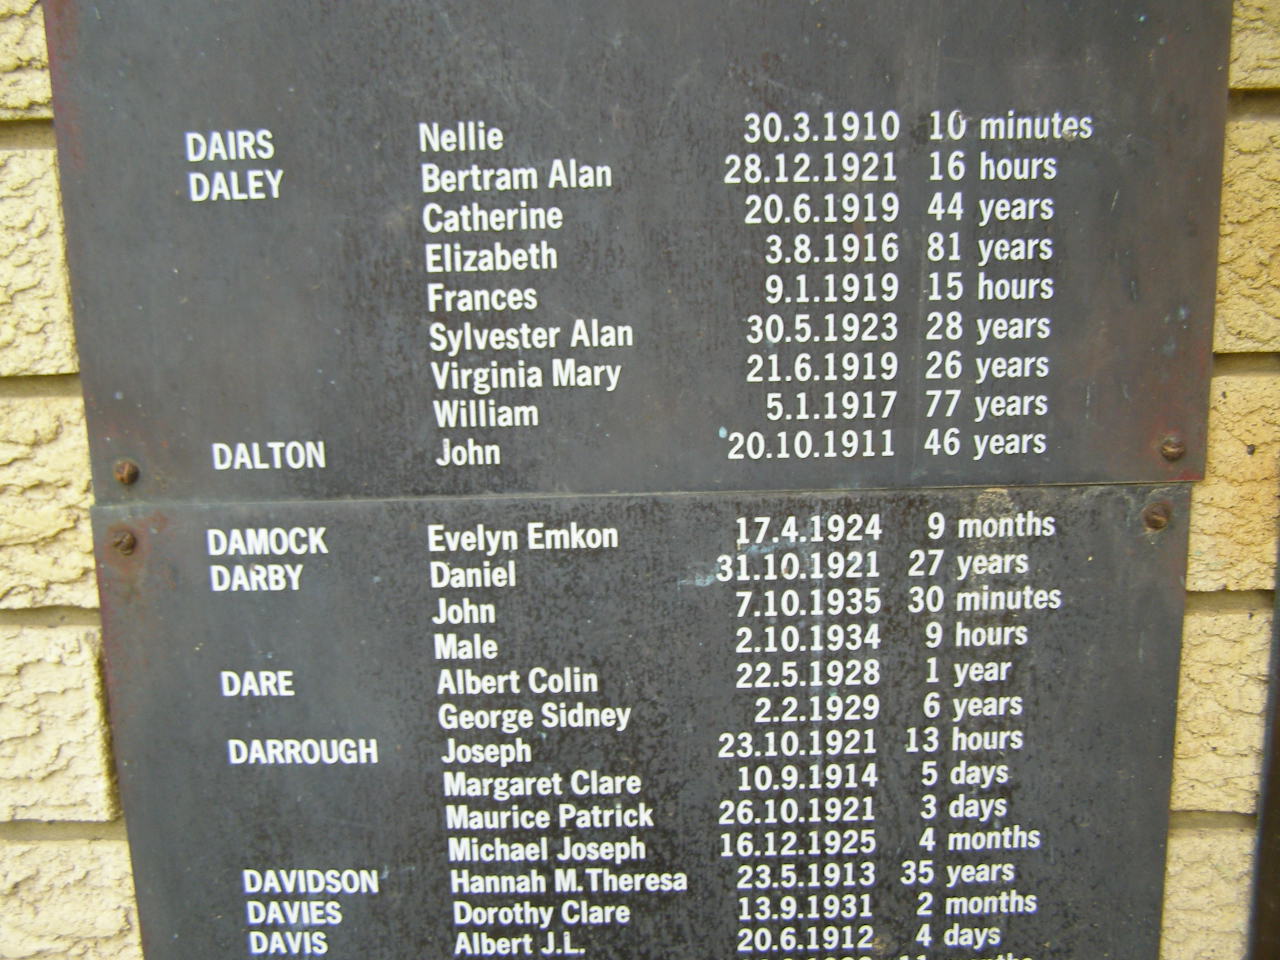 DAIRS Nellie 30.3.1910 10 minutes
DALEY Bertram Alan 28.12.1921 16 hours
Catherine 20.6.1919 44 years
Elizabeth 3.8.1916 81 years
Frances 9.1.1919 15 hours
Sylvester Alan 30.5.1923 28 years
Virginia Mary 21.6.1919 26 years
William 5.1.1917 77 years
DALTON John 20.10.1911 46 years
DAMOCK Evelyn Emkon 17.4.1924 9 months
DARBY Daniel 31.10.1921 27 years
John 7.10.1935 30 minutes
Male 2.10.1934 9 hours
DARE Albert Colin 22.5.1928 1 year
George Sidney 2.2.1929 6 years
DARROUGH Joseph 23.10.1921 13 hours
Margaret Clare 10.9.1914 5 days
Maurice Patrick 26.10.1921 3 days
Michael Joseph 16.12.1925 4 months
DAVIDSON Hannah M. Theresa 23.5.1913 35 years
DAVIES Dorothy Clare 13.9.1931 2 months
DAVIS Albert J.L. 20.6.1912 4 days